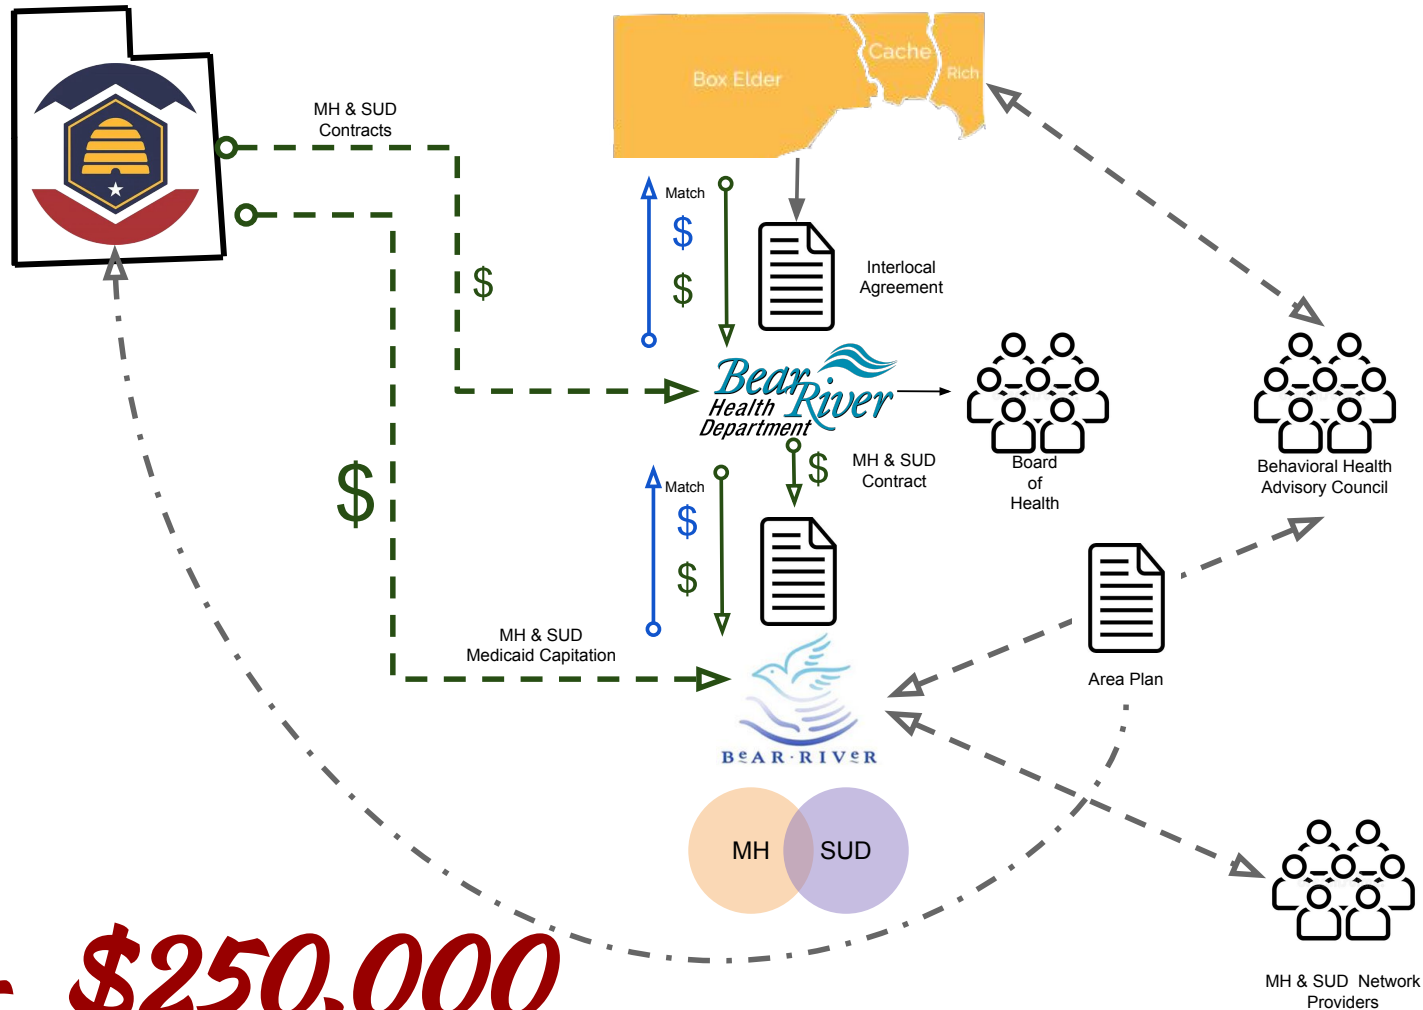 Box Elder
Cache
Rich
MH & SUD
Contracts
Match
$
$
$
Interlocal
Agreement
Bear River
Health
Department
Board
of
Health
Behavioral Health
Advisory Council
$
MH & SUD
Contract
$
Match
$
$
MH & SUD
Medicaid Capitation
Area Plan
BeAR·RIVeR
MH
SUD
$250,000
MH & SUD Network
Providers